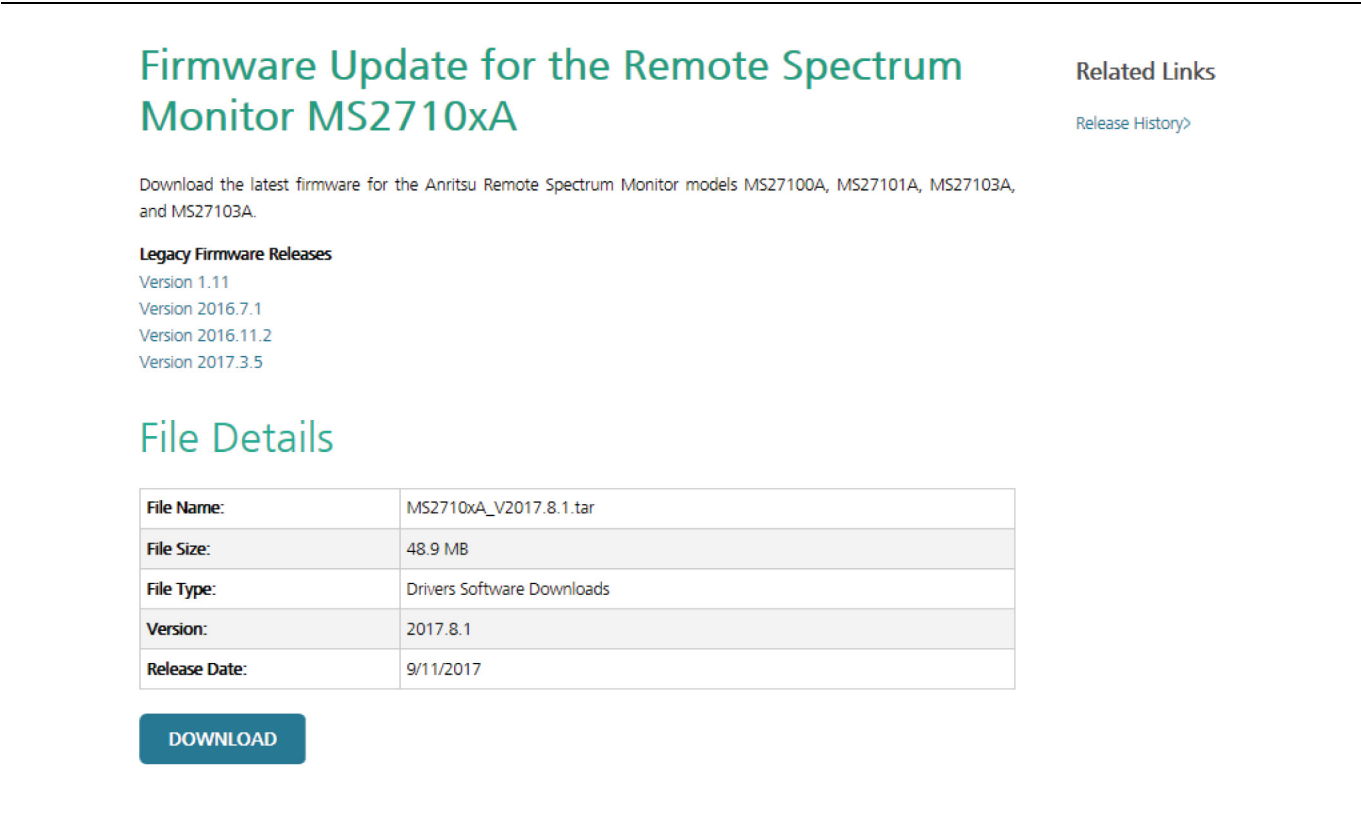 Firmware Update for the Remote Spectrum
Monitor MS2710xA
Download the latest firmware for the Anritsu Remote Spectrum Monitor models MS27100A, MS27101A, MS27103A,
and MS27103A.
Legacy Firmware Releases
Version 1.11
Version 2016.7.1
Version 2016.11.2
Version 2017.3.5
File Details
File Name: MS2710xA_V2017.8.1.tar
File Size: 48.9 MB
File Type: Drivers Software Downloads
Version: 2017.8.1
Release Date: 9/11/2017
DOWNLOAD
Related Links
Release History>